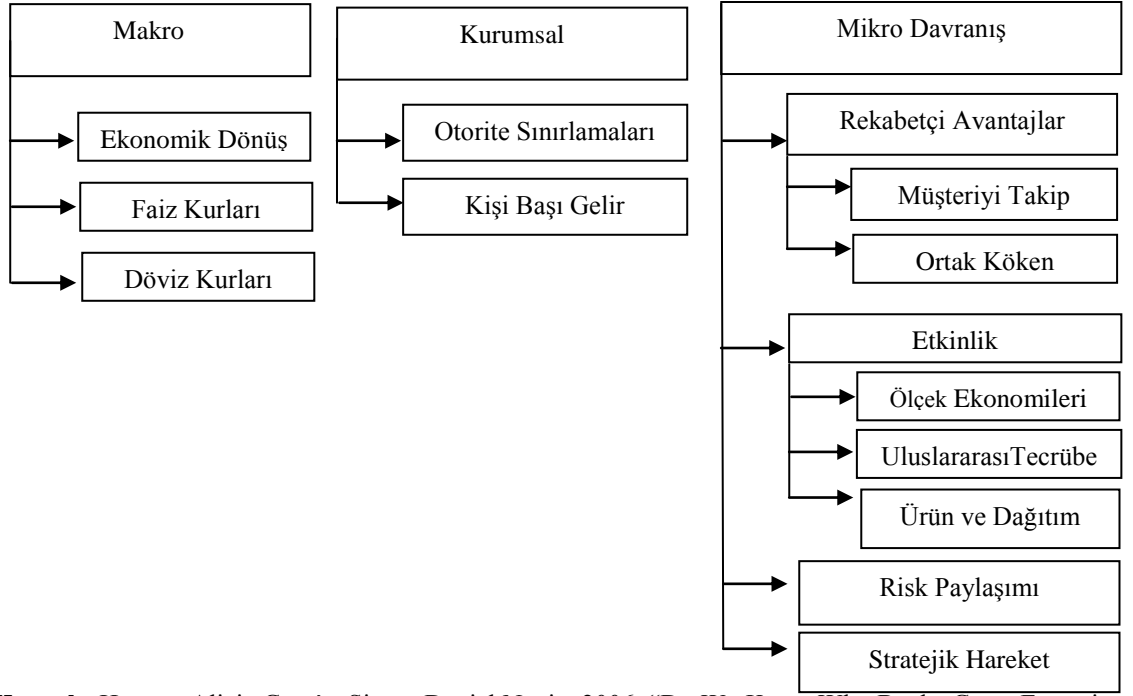 Makro
Ekonomik Dönüş
Faiz Kurları
Döviz Kurları
Kurumsal
Otorite Sınırlamaları
Kişi Başı Gelir
Mikro Davranış
Rekabetçi Avantajlar
Müşteriyi Takip
Ortak Köken
Etkinlik
Ölçek Ekonomileri
UluslararasıTecrübe
Ürün ve Dağıtım
Risk Paylaşımı
Stratejik Hareket